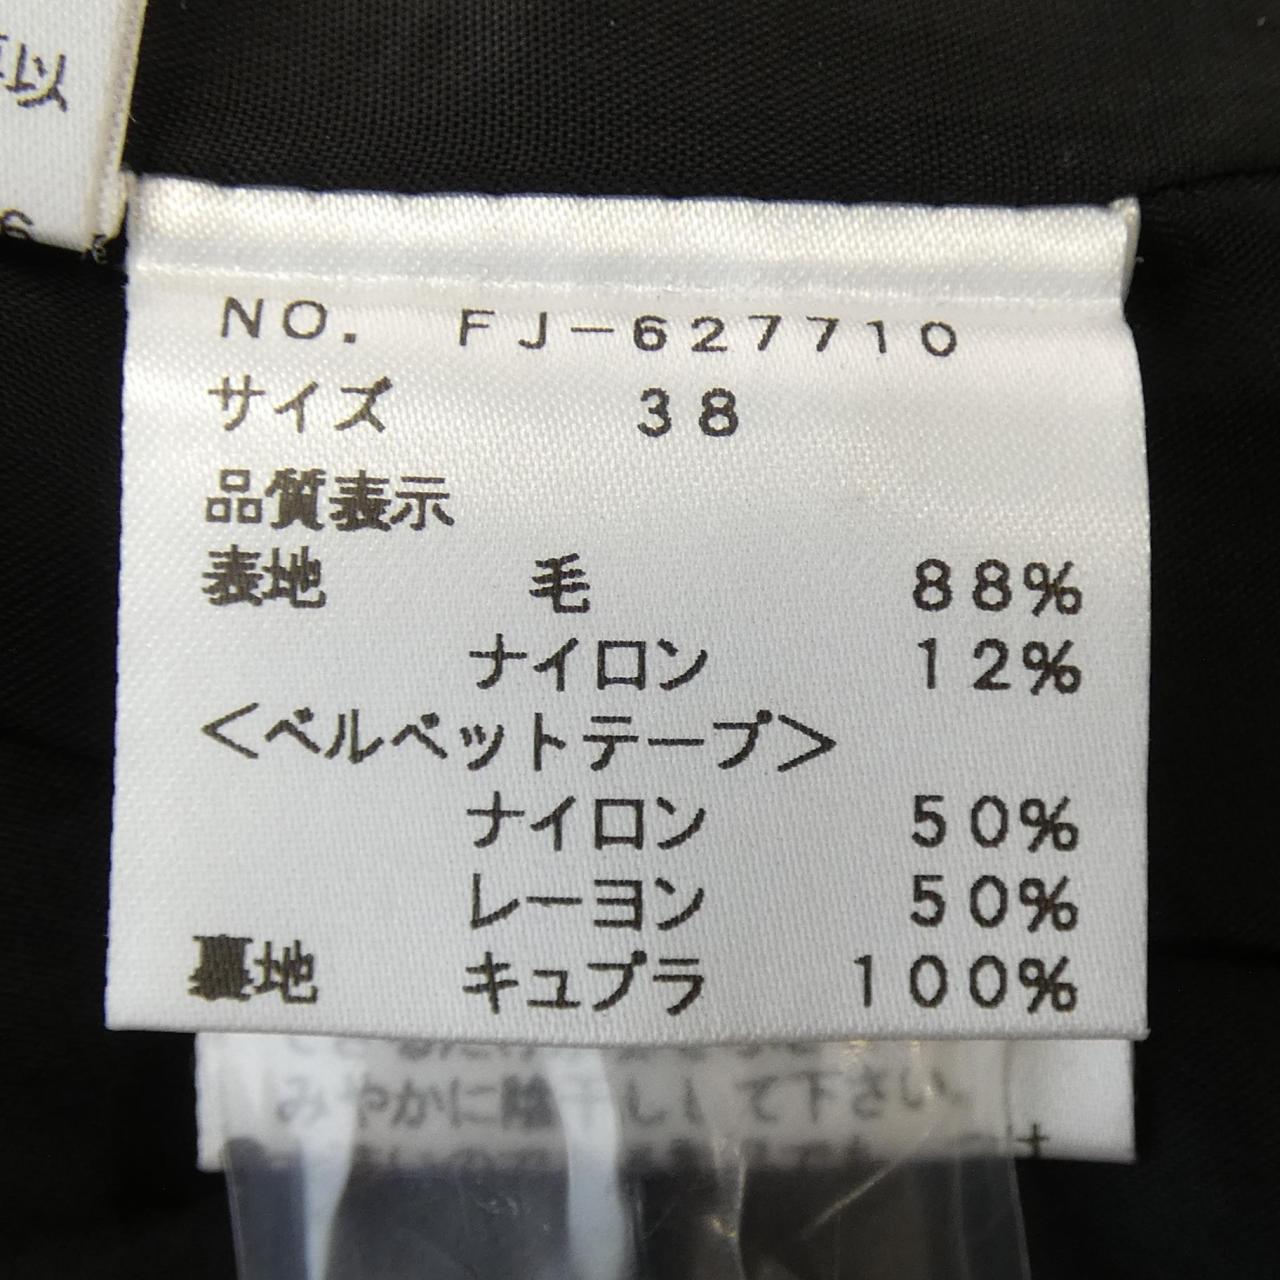 以
NO. FJ-627710
サイズ 38
品質表示
表地 毛 88%
ナイロン 12%
<ベルベットテープ>
ナイロン 50%
レーヨン 50%
裏地 キュプラ 100%
みやかに陰干しして下さい。